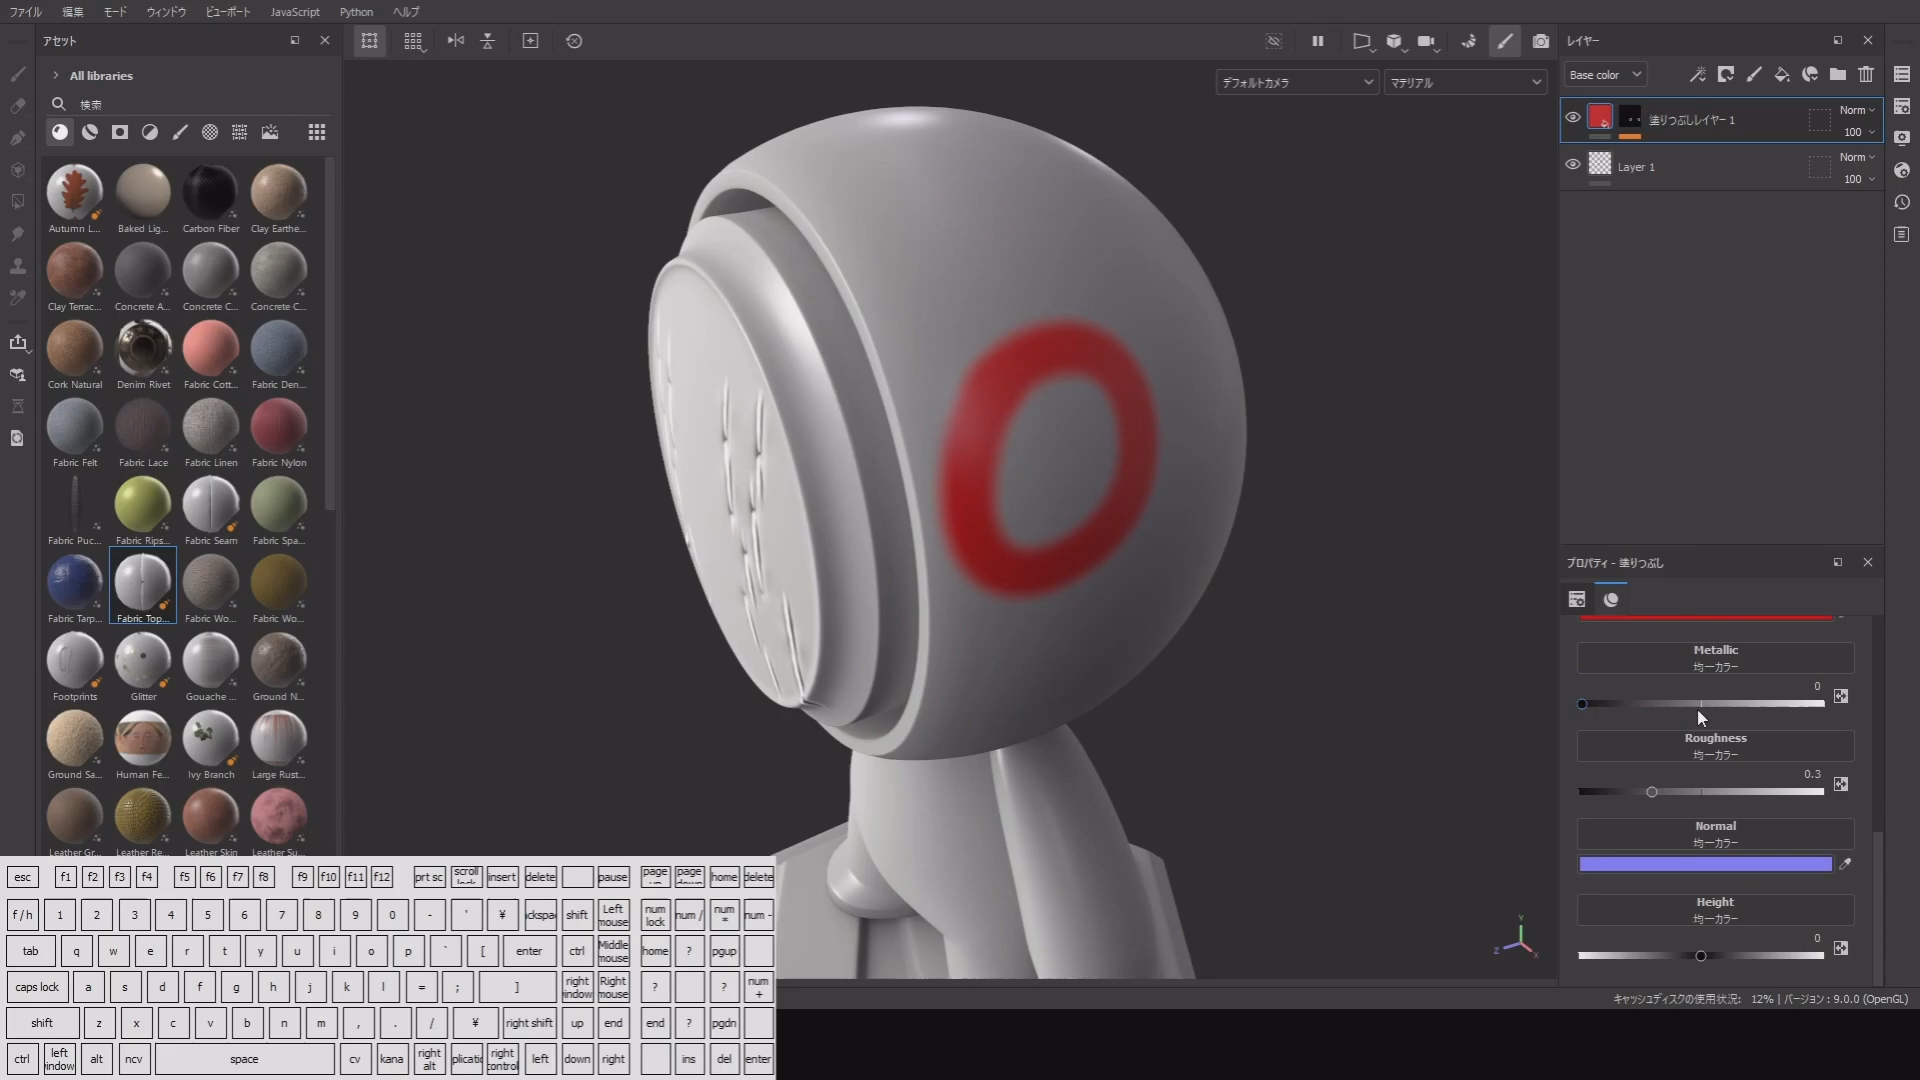 ファイル 編集 モード ウィンドウ ビューポート JavaScript Python ヘルプ
アセット
All libraries
検索
Autumn L... Baked Lig... Carbon Fiber Clay Earthe...
Clay Terrac... Concrete A... Concrete C... Concrete C...
Cork Natural Denim Rivet Fabric Cott... Fabric Den...
Fabric Felt Fabric Lace Fabric Linen Fabric Nylon
Fabric Puc... Fabric Rips... Fabric Seam Fabric Spa...
Fabric Tarp... Fabric Top... Fabric Wo... Fabric Wo...
Footprints Glitter Gouache ... Ground N...
Ground Sa... Human Fe... Ivy Branch Large Rust...
Leather Gr... Leather Re... Leather Skin Leather Su...
デフォルトカメラ マテリアル
Y
Z X
レイヤー
Base color
塗りつぶしレイヤー 1 Norm
100
Layer 1 Norm
100
プロパティ - 塗りつぶし
Metallic
均一カラー
0
Roughness
均一カラー
0.3
Normal
均一カラー
Height
均一カラー
0
キャッシュディスクの使用状況: 12% | バージョン : 9.0.0 (OpenGL)
esc f1 f2 f3 f4 f5 f6 f7 f8 f9 f10 f11 f12 prt sc scroll lock insert delete pause page up page down home delete
f / h 1 2 3 4 5 6 7 8 9 0 - ` ¥ ckspa shift Left mouse num lock num / num * num -
tab q w e r t y u i o p ` [ enter ctrl Middle mouse home ? pgup
caps lock a s d f g h j k l = ; ] right indow Right mouse ? ? num +
shift z x c v b n m , . / ¥ right shift up end end ? pgdn
ctrl left indow alt ncv space cv kana right alt plicati right control left down right ins del enter